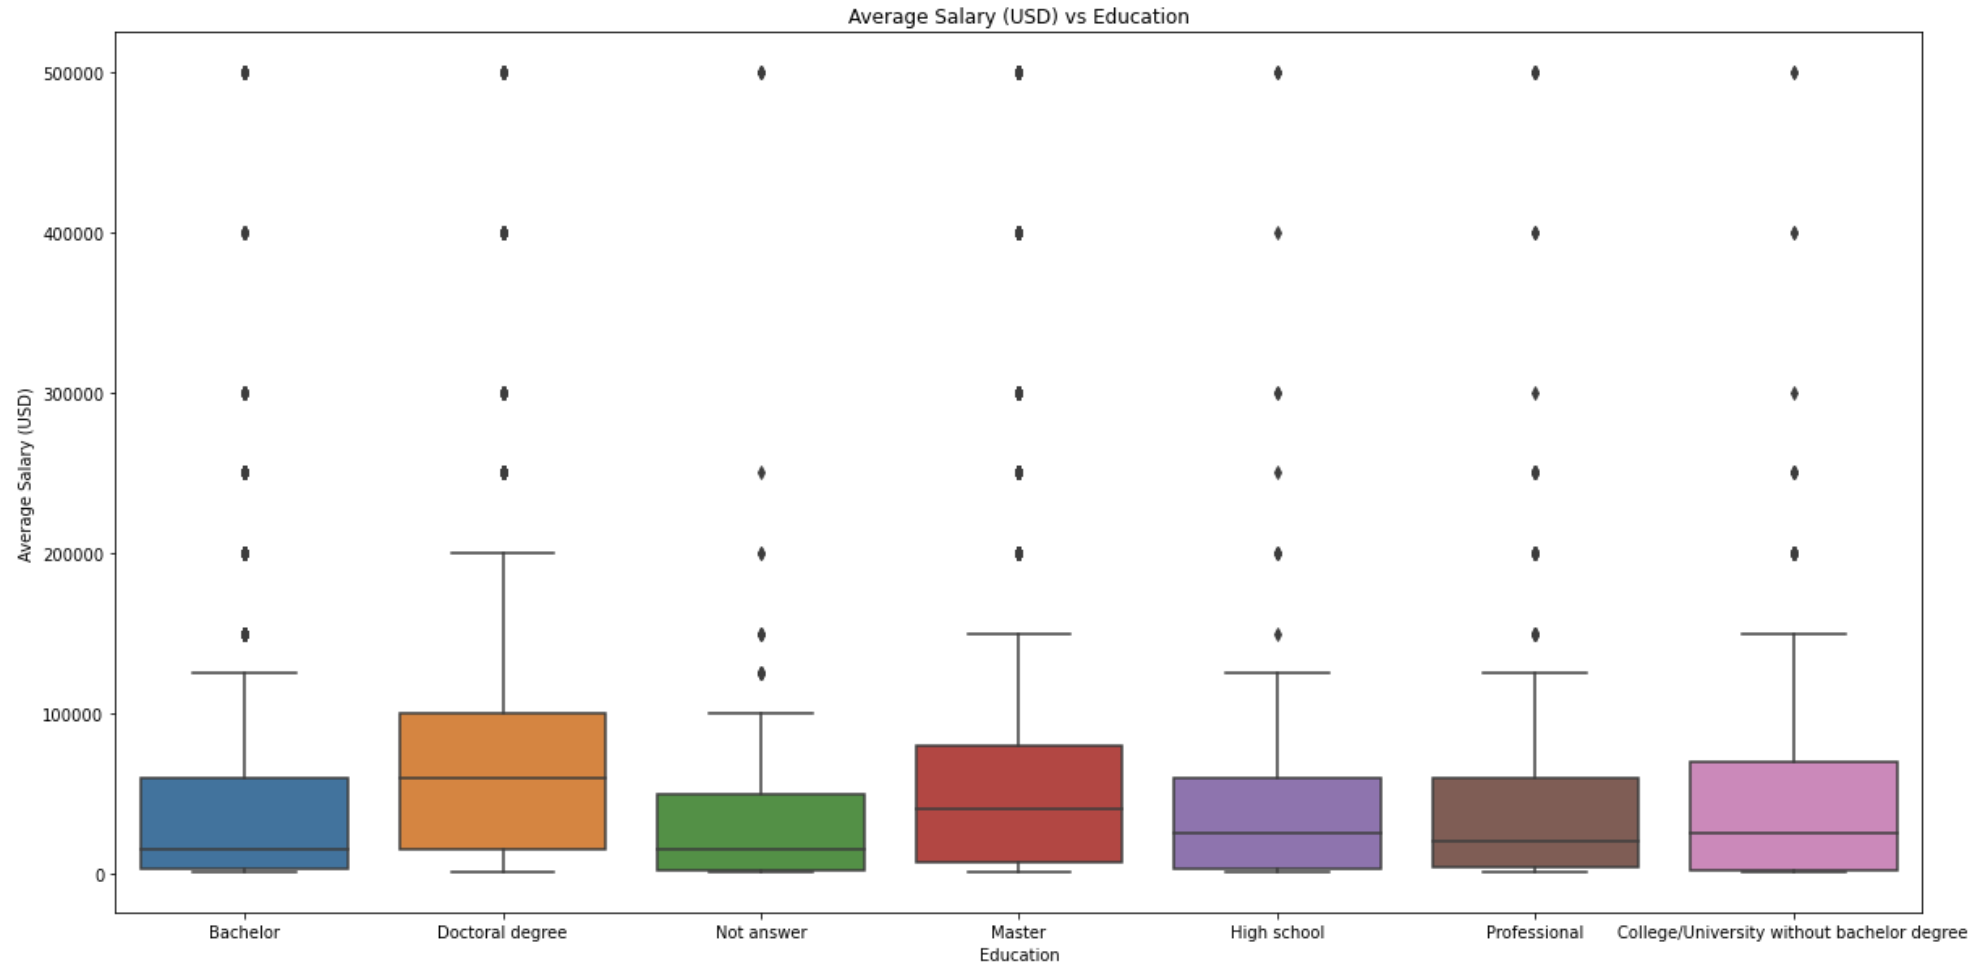 Average Salary (USD) vs Education
500000
400000
300000
200000
100000
0
Average Salary (USD)
Bachelor
Doctoral degree
Not answer
Master
High school
Professional
College/University without bachelor degree
Education